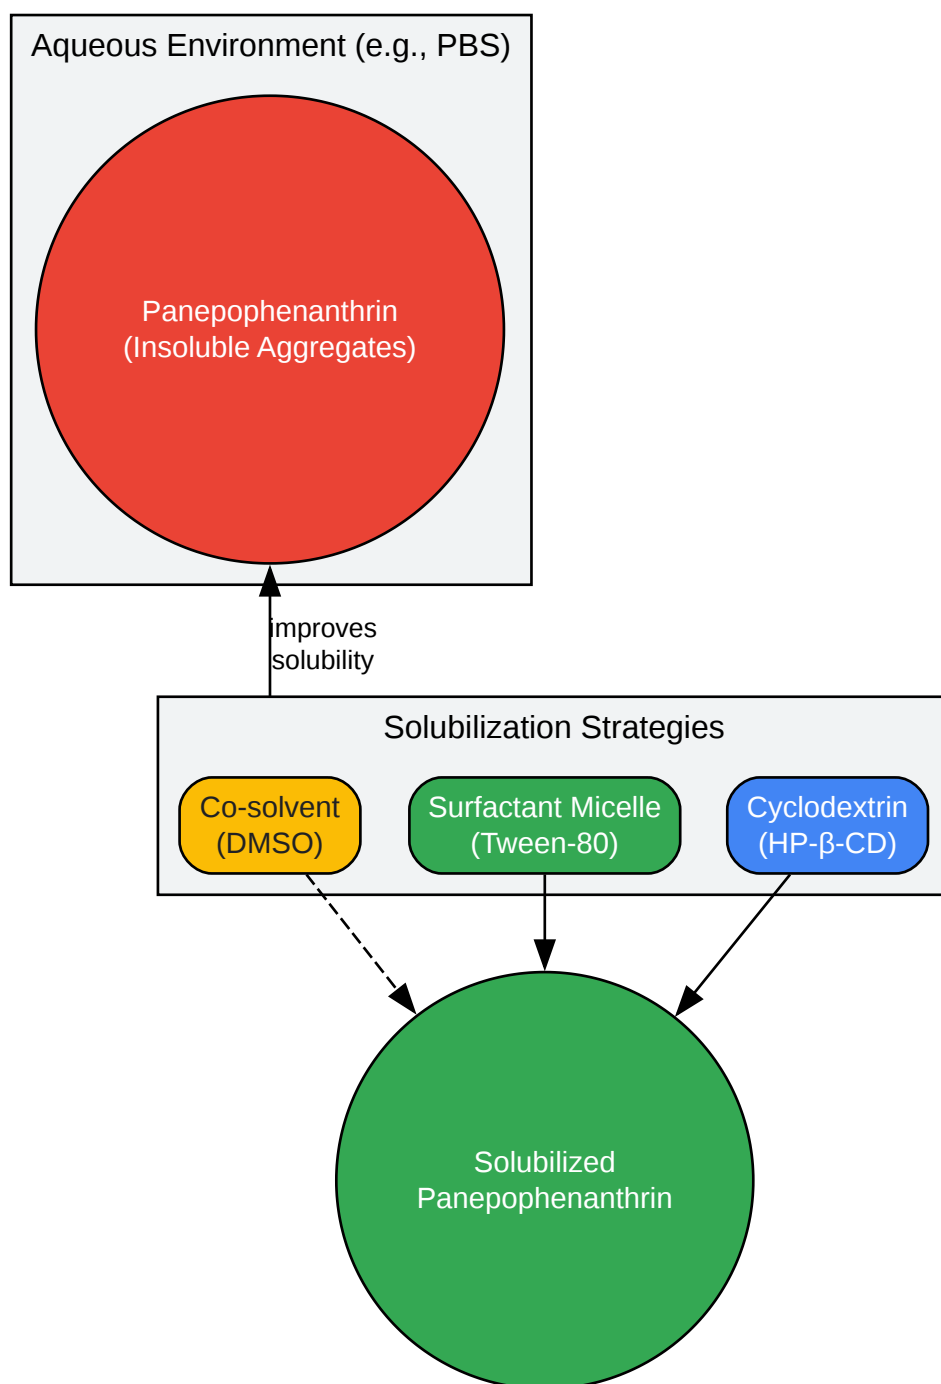 Aqueous Environment (e.g., PBS)
Panepophenanthrin
(Insoluble Aggregates)
improves
solubility
Solubilization Strategies
Co-solvent
(DMSO)
Surfactant Micelle
(Tween-80)
Cyclodextrin
(HP-β-CD)
Solubilized
Panepophenanthrin